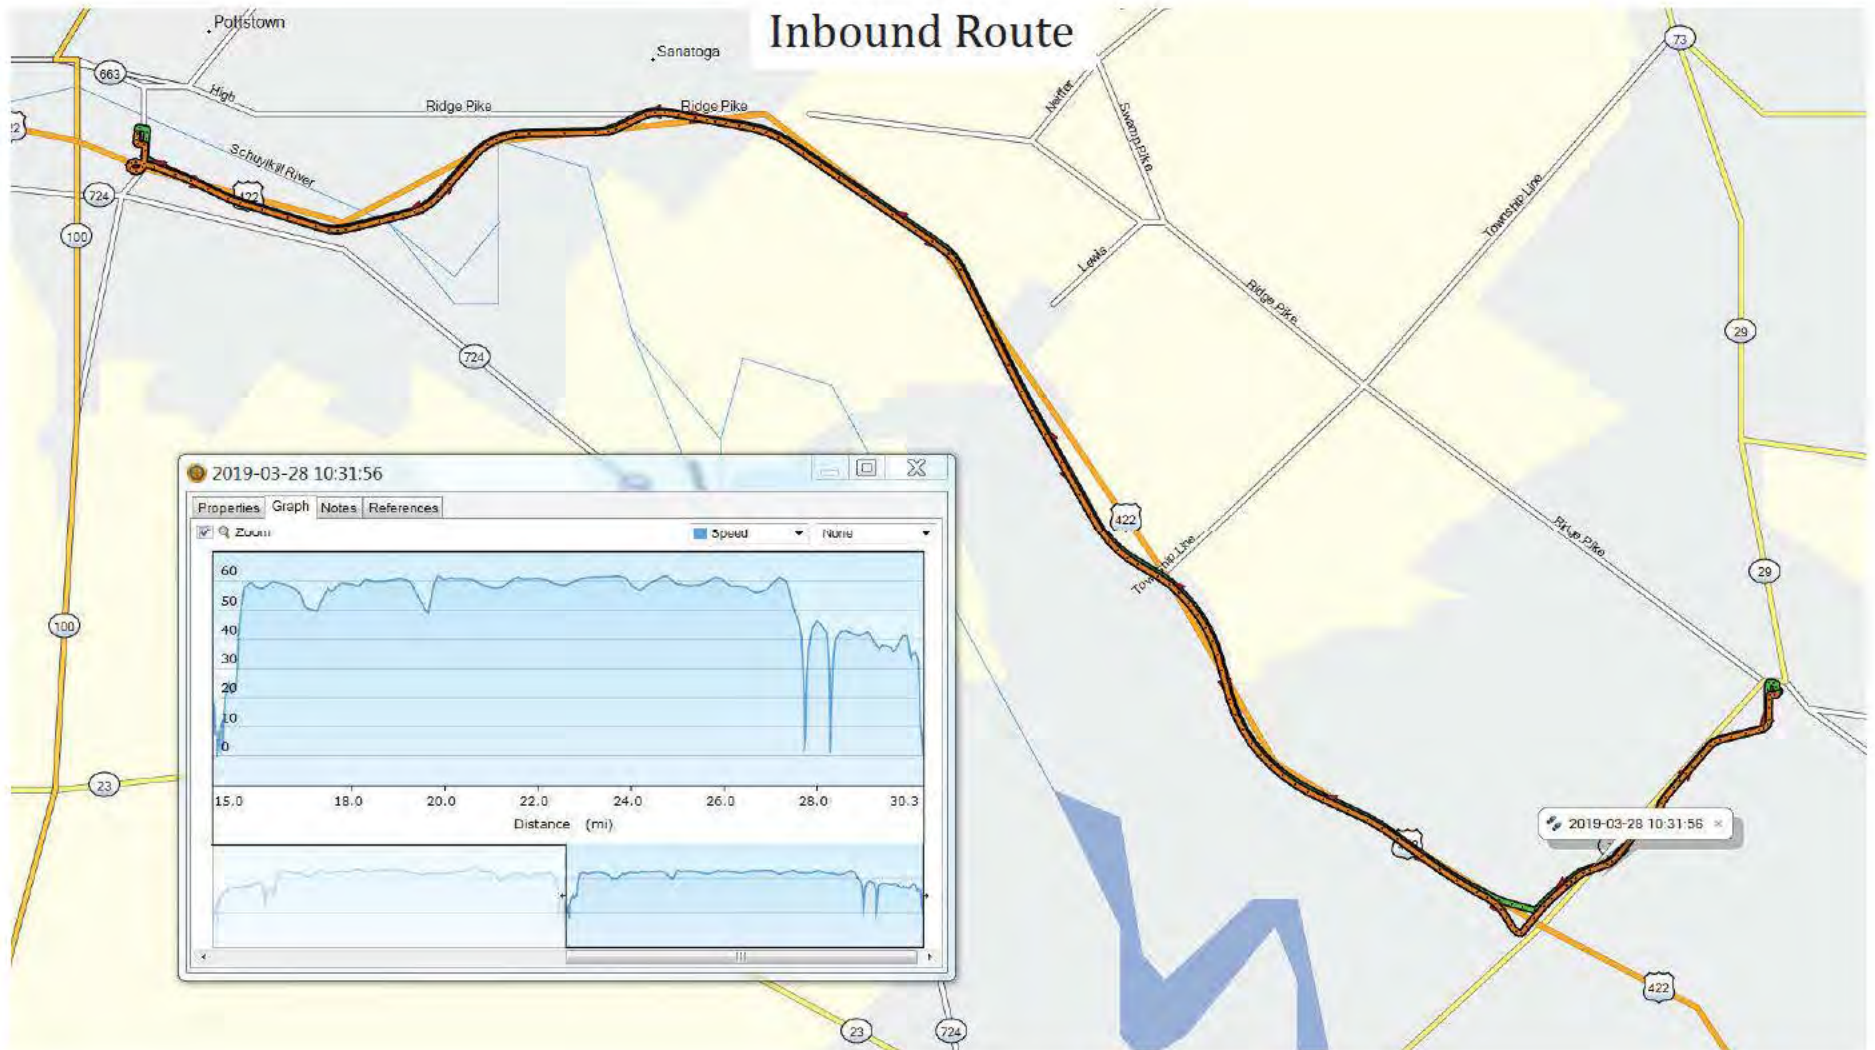 Inbound Route
Pottstown
Sanatoga
73
663
High
Ridge Pike
Ridge Pike
Neiffer
Swamp Pike
Schuylkill River
422
724
100
Township Line
Lewis
Ridge Pike
29
724
2019-03-28 10:31:56
Properties
Graph
Notes
References
Zoom
Speed
None
60
50
40
30
20
10
0
15.0
18.0
20.0
22.0
24.0
26.0
28.0
30.3
Distance (mi)
422
Township Line
Ridge Pike
29
100
23
2019-03-28 10:31:56
422
23
724